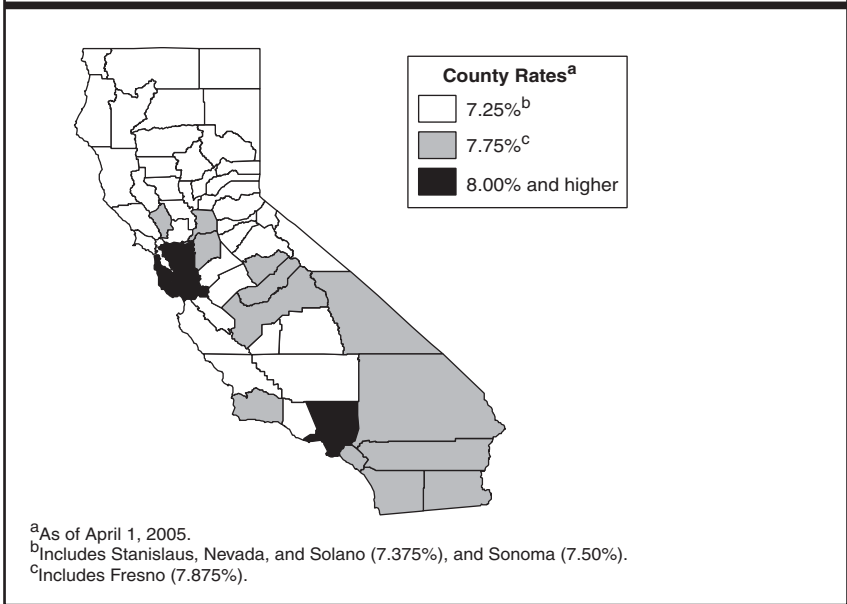 County Ratesa
7.25%b
7.75%c
8.00% and higher
aAs of April 1, 2005.
bIncludes Stanislaus, Nevada, and Solano (7.375%), and Sonoma (7.50%).
cIncludes Fresno (7.875%).